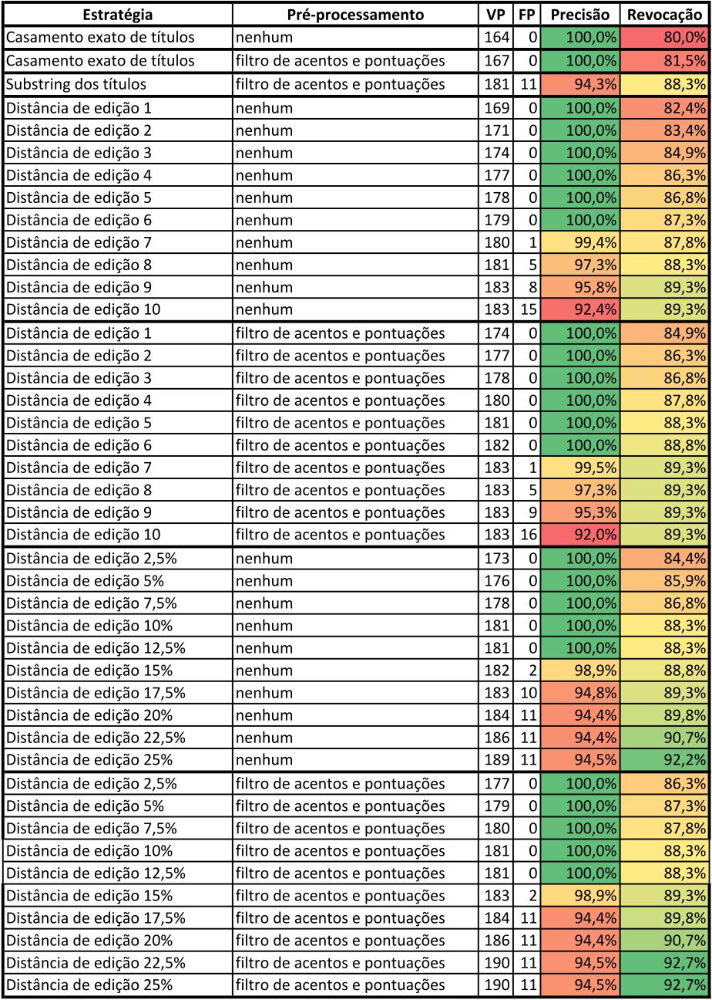 Estratégia Pré-processamento VP FP Precisão Revocação
Casamento exato de títulos nenhum 164 0 100,0% 80,0%
Casamento exato de títulos filtro de acentos e pontuações 167 0 100,0% 81,5%
Substring dos títulos filtro de acentos e pontuações 181 11 94,3% 88,3%
Distância de edição 1 nenhum 169 0 100,0% 82,4%
Distância de edição 2 nenhum 171 0 100,0% 83,4%
Distância de edição 3 nenhum 174 0 100,0% 84,9%
Distância de edição 4 nenhum 177 0 100,0% 86,3%
Distância de edição 5 nenhum 178 0 100,0% 86,8%
Distância de edição 6 nenhum 179 0 100,0% 87,3%
Distância de edição 7 nenhum 180 1 99,4% 87,8%
Distância de edição 8 nenhum 181 5 97,3% 88,3%
Distância de edição 9 nenhum 183 8 95,8% 89,3%
Distância de edição 10 nenhum 183 15 92,4% 89,3%
Distância de edição 1 filtro de acentos e pontuações 174 0 100,0% 84,9%
Distância de edição 2 filtro de acentos e pontuações 177 0 100,0% 86,3%
Distância de edição 3 filtro de acentos e pontuações 178 0 100,0% 86,8%
Distância de edição 4 filtro de acentos e pontuações 180 0 100,0% 87,8%
Distância de edição 5 filtro de acentos e pontuações 181 0 100,0% 88,3%
Distância de edição 6 filtro de acentos e pontuações 182 0 100,0% 88,8%
Distância de edição 7 filtro de acentos e pontuações 183 1 99,5% 89,3%
Distância de edição 8 filtro de acentos e pontuações 183 5 97,3% 89,3%
Distância de edição 9 filtro de acentos e pontuações 183 9 95,3% 89,3%
Distância de edição 10 filtro de acentos e pontuações 183 16 92,0% 89,3%
Distância de edição 2,5% nenhum 173 0 100,0% 84,4%
Distância de edição 5% nenhum 176 0 100,0% 85,9%
Distância de edição 7,5% nenhum 178 0 100,0% 86,8%
Distância de edição 10% nenhum 181 0 100,0% 88,3%
Distância de edição 12,5% nenhum 181 0 100,0% 88,3%
Distância de edição 15% nenhum 182 2 98,9% 88,8%
Distância de edição 17,5% nenhum 183 10 94,8% 89,3%
Distância de edição 20% nenhum 184 11 94,4% 89,8%
Distância de edição 22,5% nenhum 186 11 94,4% 90,7%
Distância de edição 25% nenhum 189 11 94,5% 92,2%
Distância de edição 2,5% filtro de acentos e pontuações 177 0 100,0% 86,3%
Distância de edição 5% filtro de acentos e pontuações 179 0 100,0% 87,3%
Distância de edição 7,5% filtro de acentos e pontuações 180 0 100,0% 87,8%
Distância de edição 10% filtro de acentos e pontuações 181 0 100,0% 88,3%
Distância de edição 12,5% filtro de acentos e pontuações 181 0 100,0% 88,3%
Distância de edição 15% filtro de acentos e pontuações 183 2 98,9% 89,3%
Distância de edição 17,5% filtro de acentos e pontuações 184 11 94,4% 89,8%
Distância de edição 20% filtro de acentos e pontuações 186 11 94,4% 90,7%
Distância de edição 22,5% filtro de acentos e pontuações 190 11 94,5% 92,7%
Distância de edição 25% filtro de acentos e pontuações 190 11 94,5% 92,7%